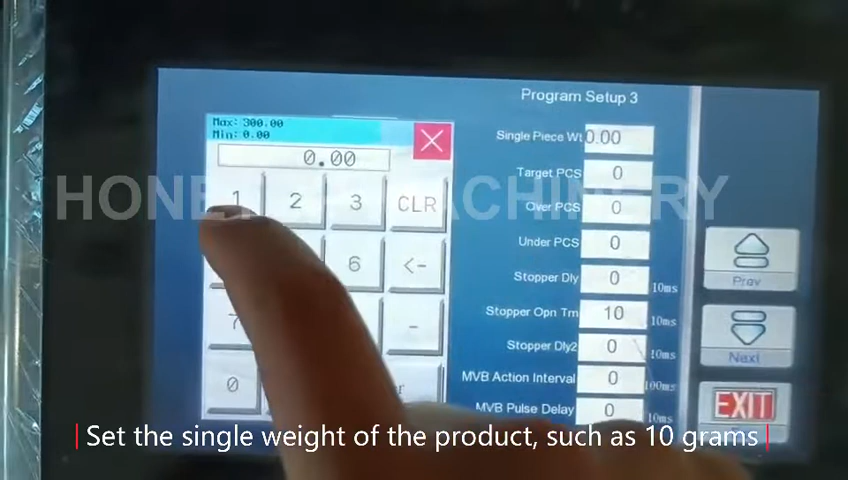 Program Setup 3
Max: 300.00
Min: 0.00
0.00
1 2 3 CLR
6 <-
7 -
0
Single Piece Wt 0.00
Target PCS 0
Over PCS 0
Under PCS 0
Stopper Dly 0 10ms
Stopper Opn Tm 10 10ms
Stopper Dly2 0 10ms
MVB Action Interval 0 100ms
MVB Pulse Delay 0 10ms
Prev
Next
EXIT
Set the single weight of the product, such as 10 grams